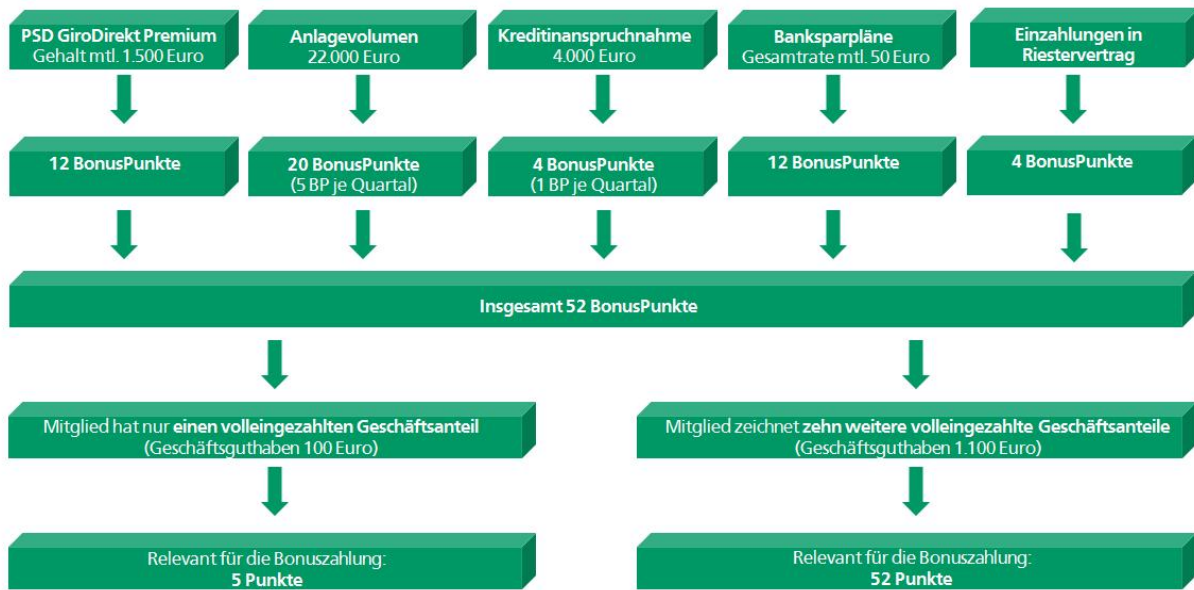 PSD GiroDirekt Premium
Gehalt mtl. 1.500 Euro
Anlagevolumen
22.000 Euro
Kreditinanspruchnahme
4.000 Euro
Banksparpläne
Gesamtrate mtl. 50 Euro
Einzahlungen in
Riestervertrag
12 BonusPunkte
20 BonusPunkte
(5 BP je Quartal)
4 BonusPunkte
(1 BP je Quartal)
12 BonusPunkte
4 BonusPunkte
Insgesamt 52 BonusPunkte
Mitglied hat nur einen volleingezahlten Geschäftsanteil
(Geschäftsguthaben 100 Euro)
Mitglied zeichnet zehn weitere volleingezahlte Geschäftsanteile
(Geschäftsguthaben 1.100 Euro)
Relevant für die Bonuszahlung:
5 Punkte
Relevant für die Bonuszahlung:
52 Punkte